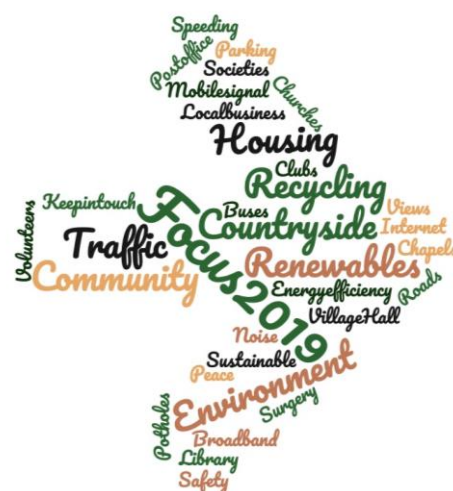 Speeding
Postoffice
Parking
Societies
Mobilesignal
Churches
Localbusiness
Housing
Clubs
Recycling
Keepintouch
Volunteers
Focus2019
Buses
Countryside
Views
Internet
Traffic
Chapels
Renewables
Community
Energyefficiency
Roads
VillageHall
Noise
Sustainable
Peace
Environment
Surgery
Potholes
Broadband
Library
Safety